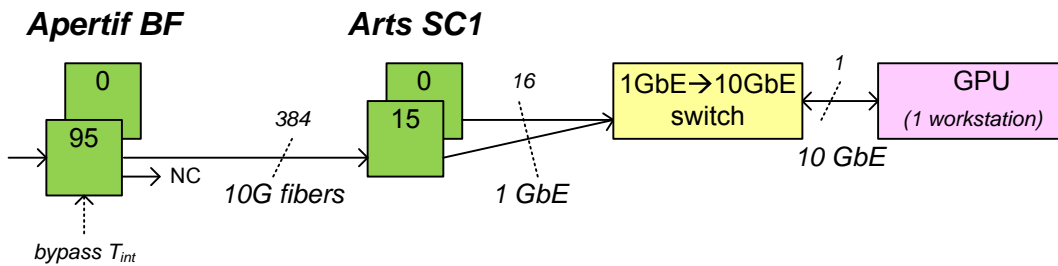 Apertif BF
Arts SC1
0
95
384
10G fibers
NC
bypass Tint
0
15
16
1 GbE
1GbE→10GbE
switch
1
10 GbE
GPU
(1 workstation)